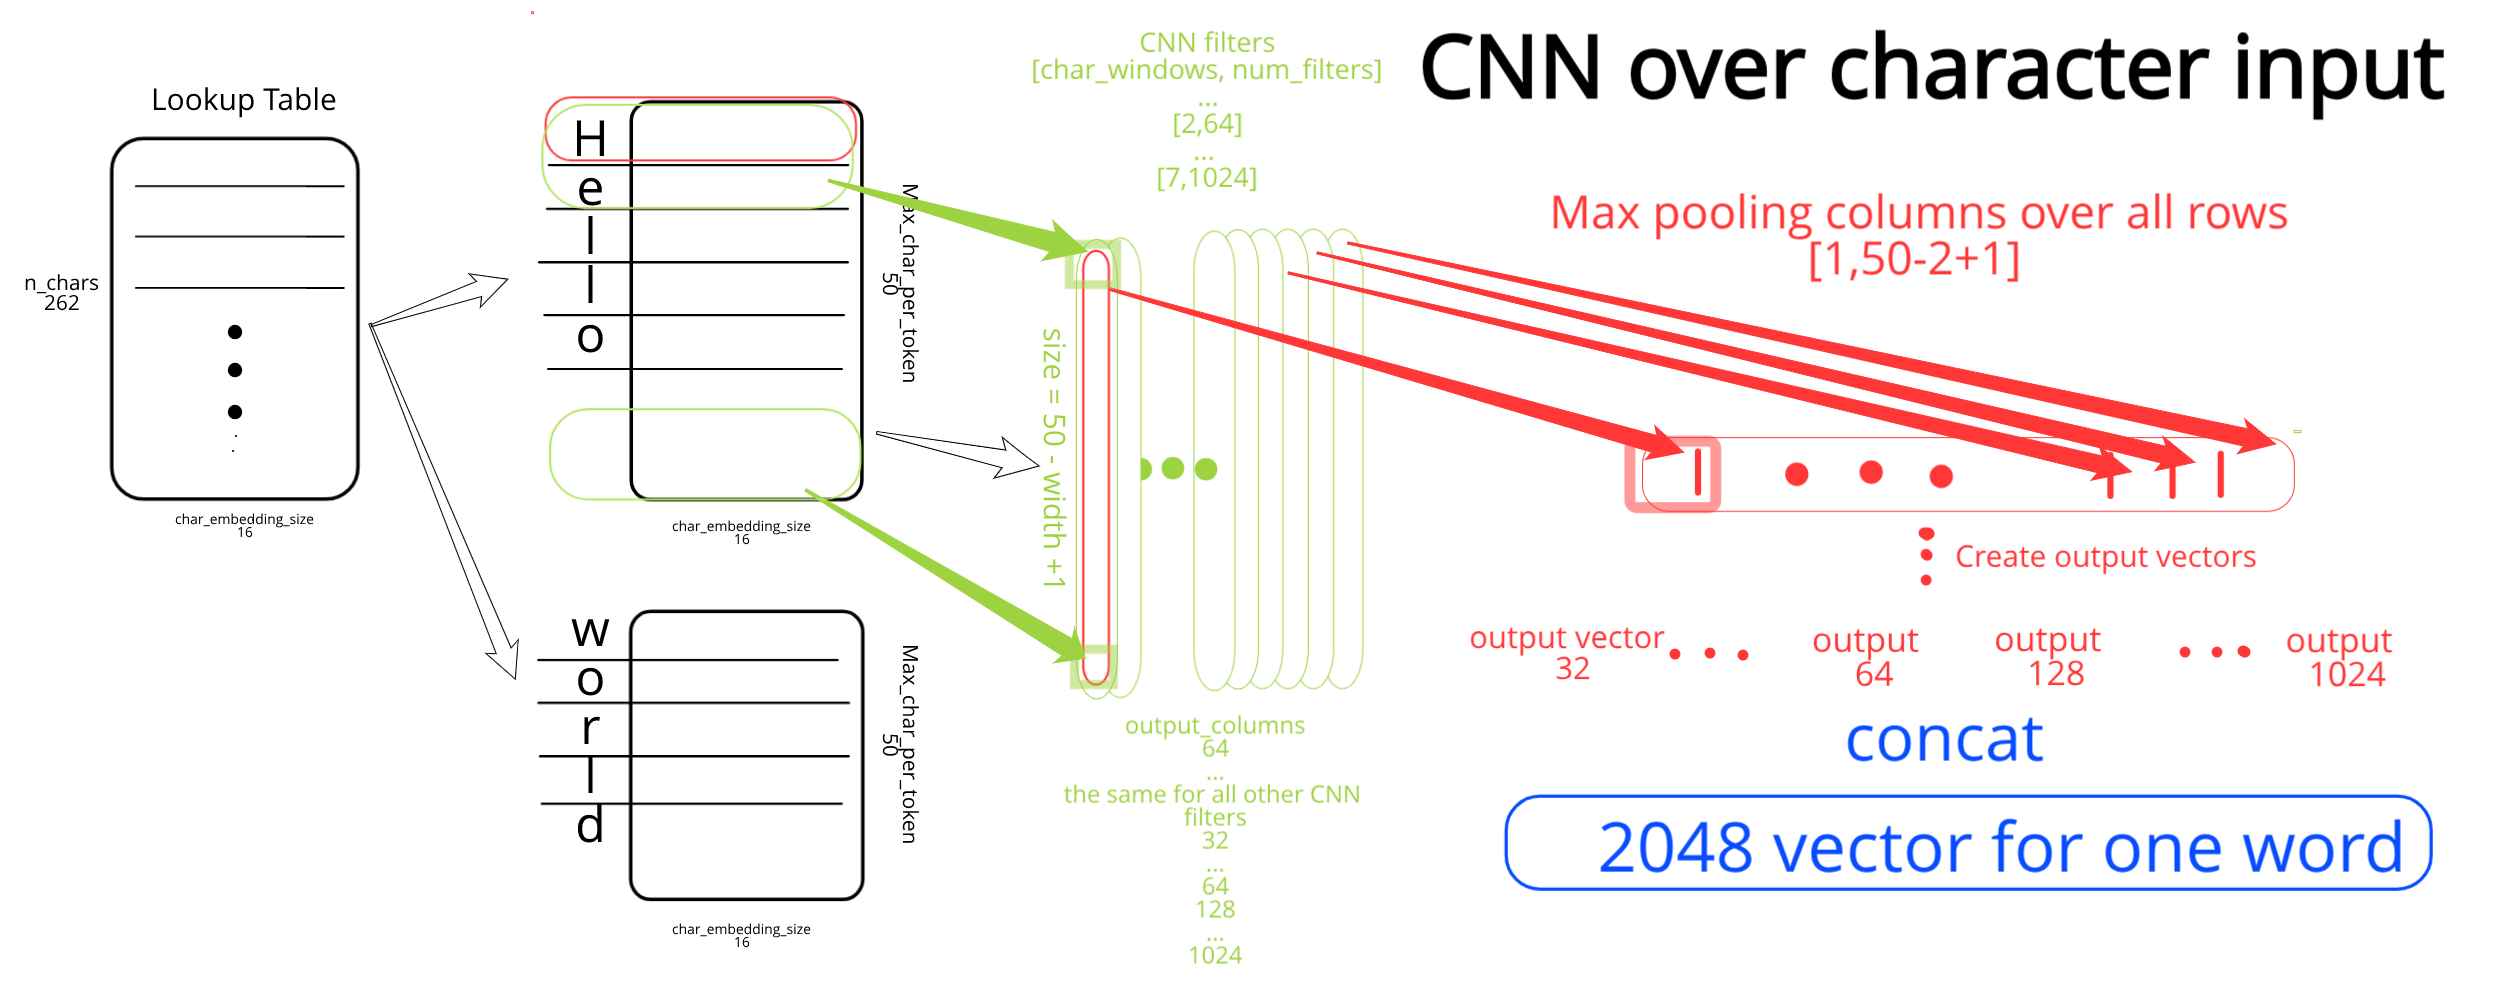 CNN over character input
Lookup Table
n_chars
262
char_embedding_size
16
H
e
l
l
o
Max_char_per_token
50
char_embedding_size
16
w
o
r
l
d
Max_char_per_token
50
char_embedding_size
16
CNN filters
[char_windows, num_filters]
...
[2,64]
...
[7,1024]
size = 50 - width +1
output_columns
64
...
the same for all other CNN
filters
32
...
64
128
...
1024
Max pooling columns over all rows
[1,50-2+1]
Create output vectors
output vector
32
output
64
output
128
output
1024
concat
2048 vector for one word